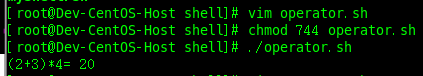 [root@Dev-CentOS-Host shell]# vim operator.sh
[root@Dev-CentOS-Host shell]# chmod 744 operator.sh
[root@Dev-CentOS-Host shell]# ./operator.sh
(2+3)*4= 20